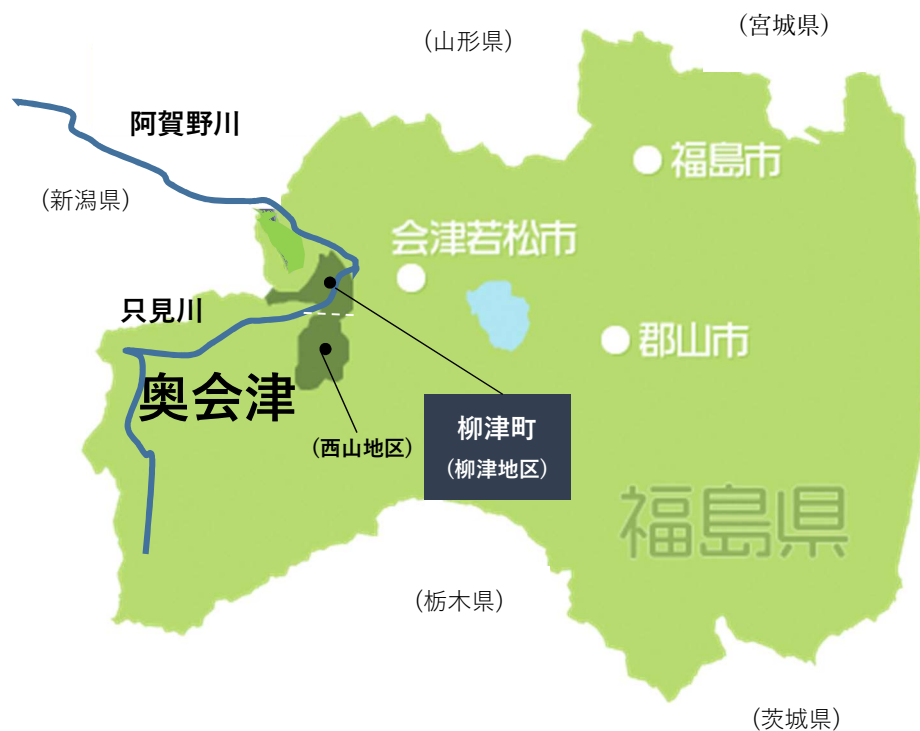 (宮城県)
(山形県)
阿賀野川
福島市
(新潟県)
会津若松市
只見川
郡山市
奥会津
柳津町
(西山地区)
(柳津地区)
福島県
(栃木県)
(茨城県)